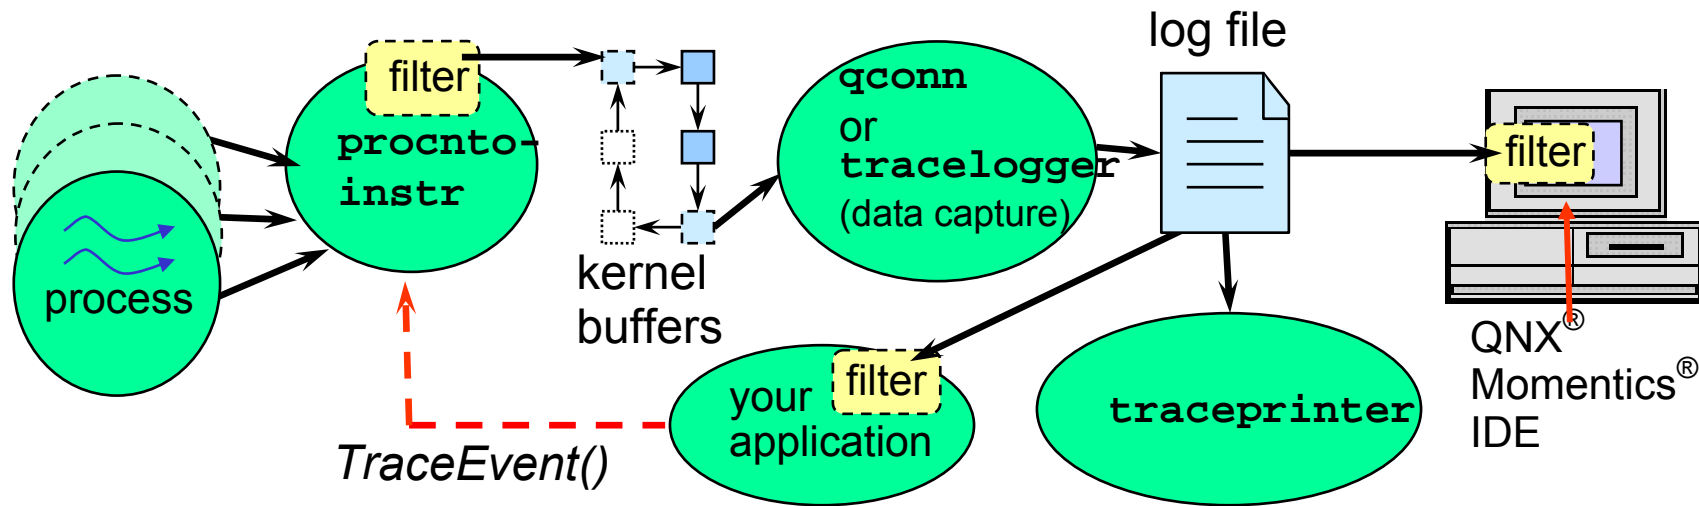 process
filter
procnto-
instr
kernel
buffers
qconn
or
tracelogger
(data capture)
log file
filter
QNX®
Momentics®
IDE
TraceEvent()
your
application
filter
traceprinter